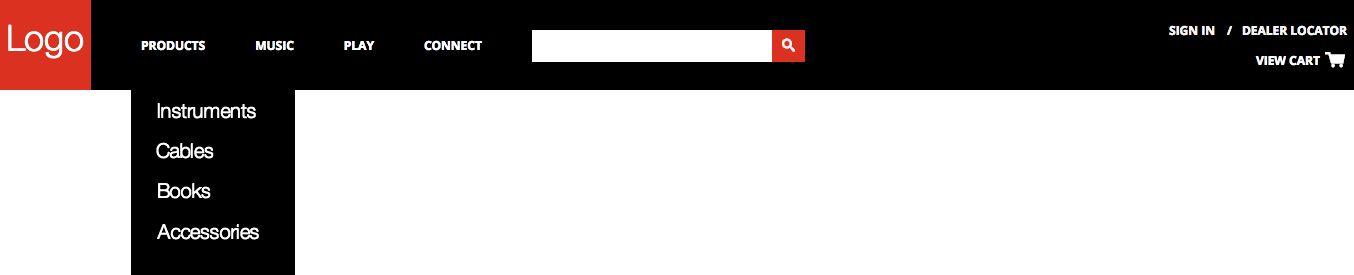 Logo
PRODUCTS MUSIC PLAY CONNECT
SIGN IN / DEALER LOCATOR
VIEW CART
Instruments
Cables
Books
Accessories